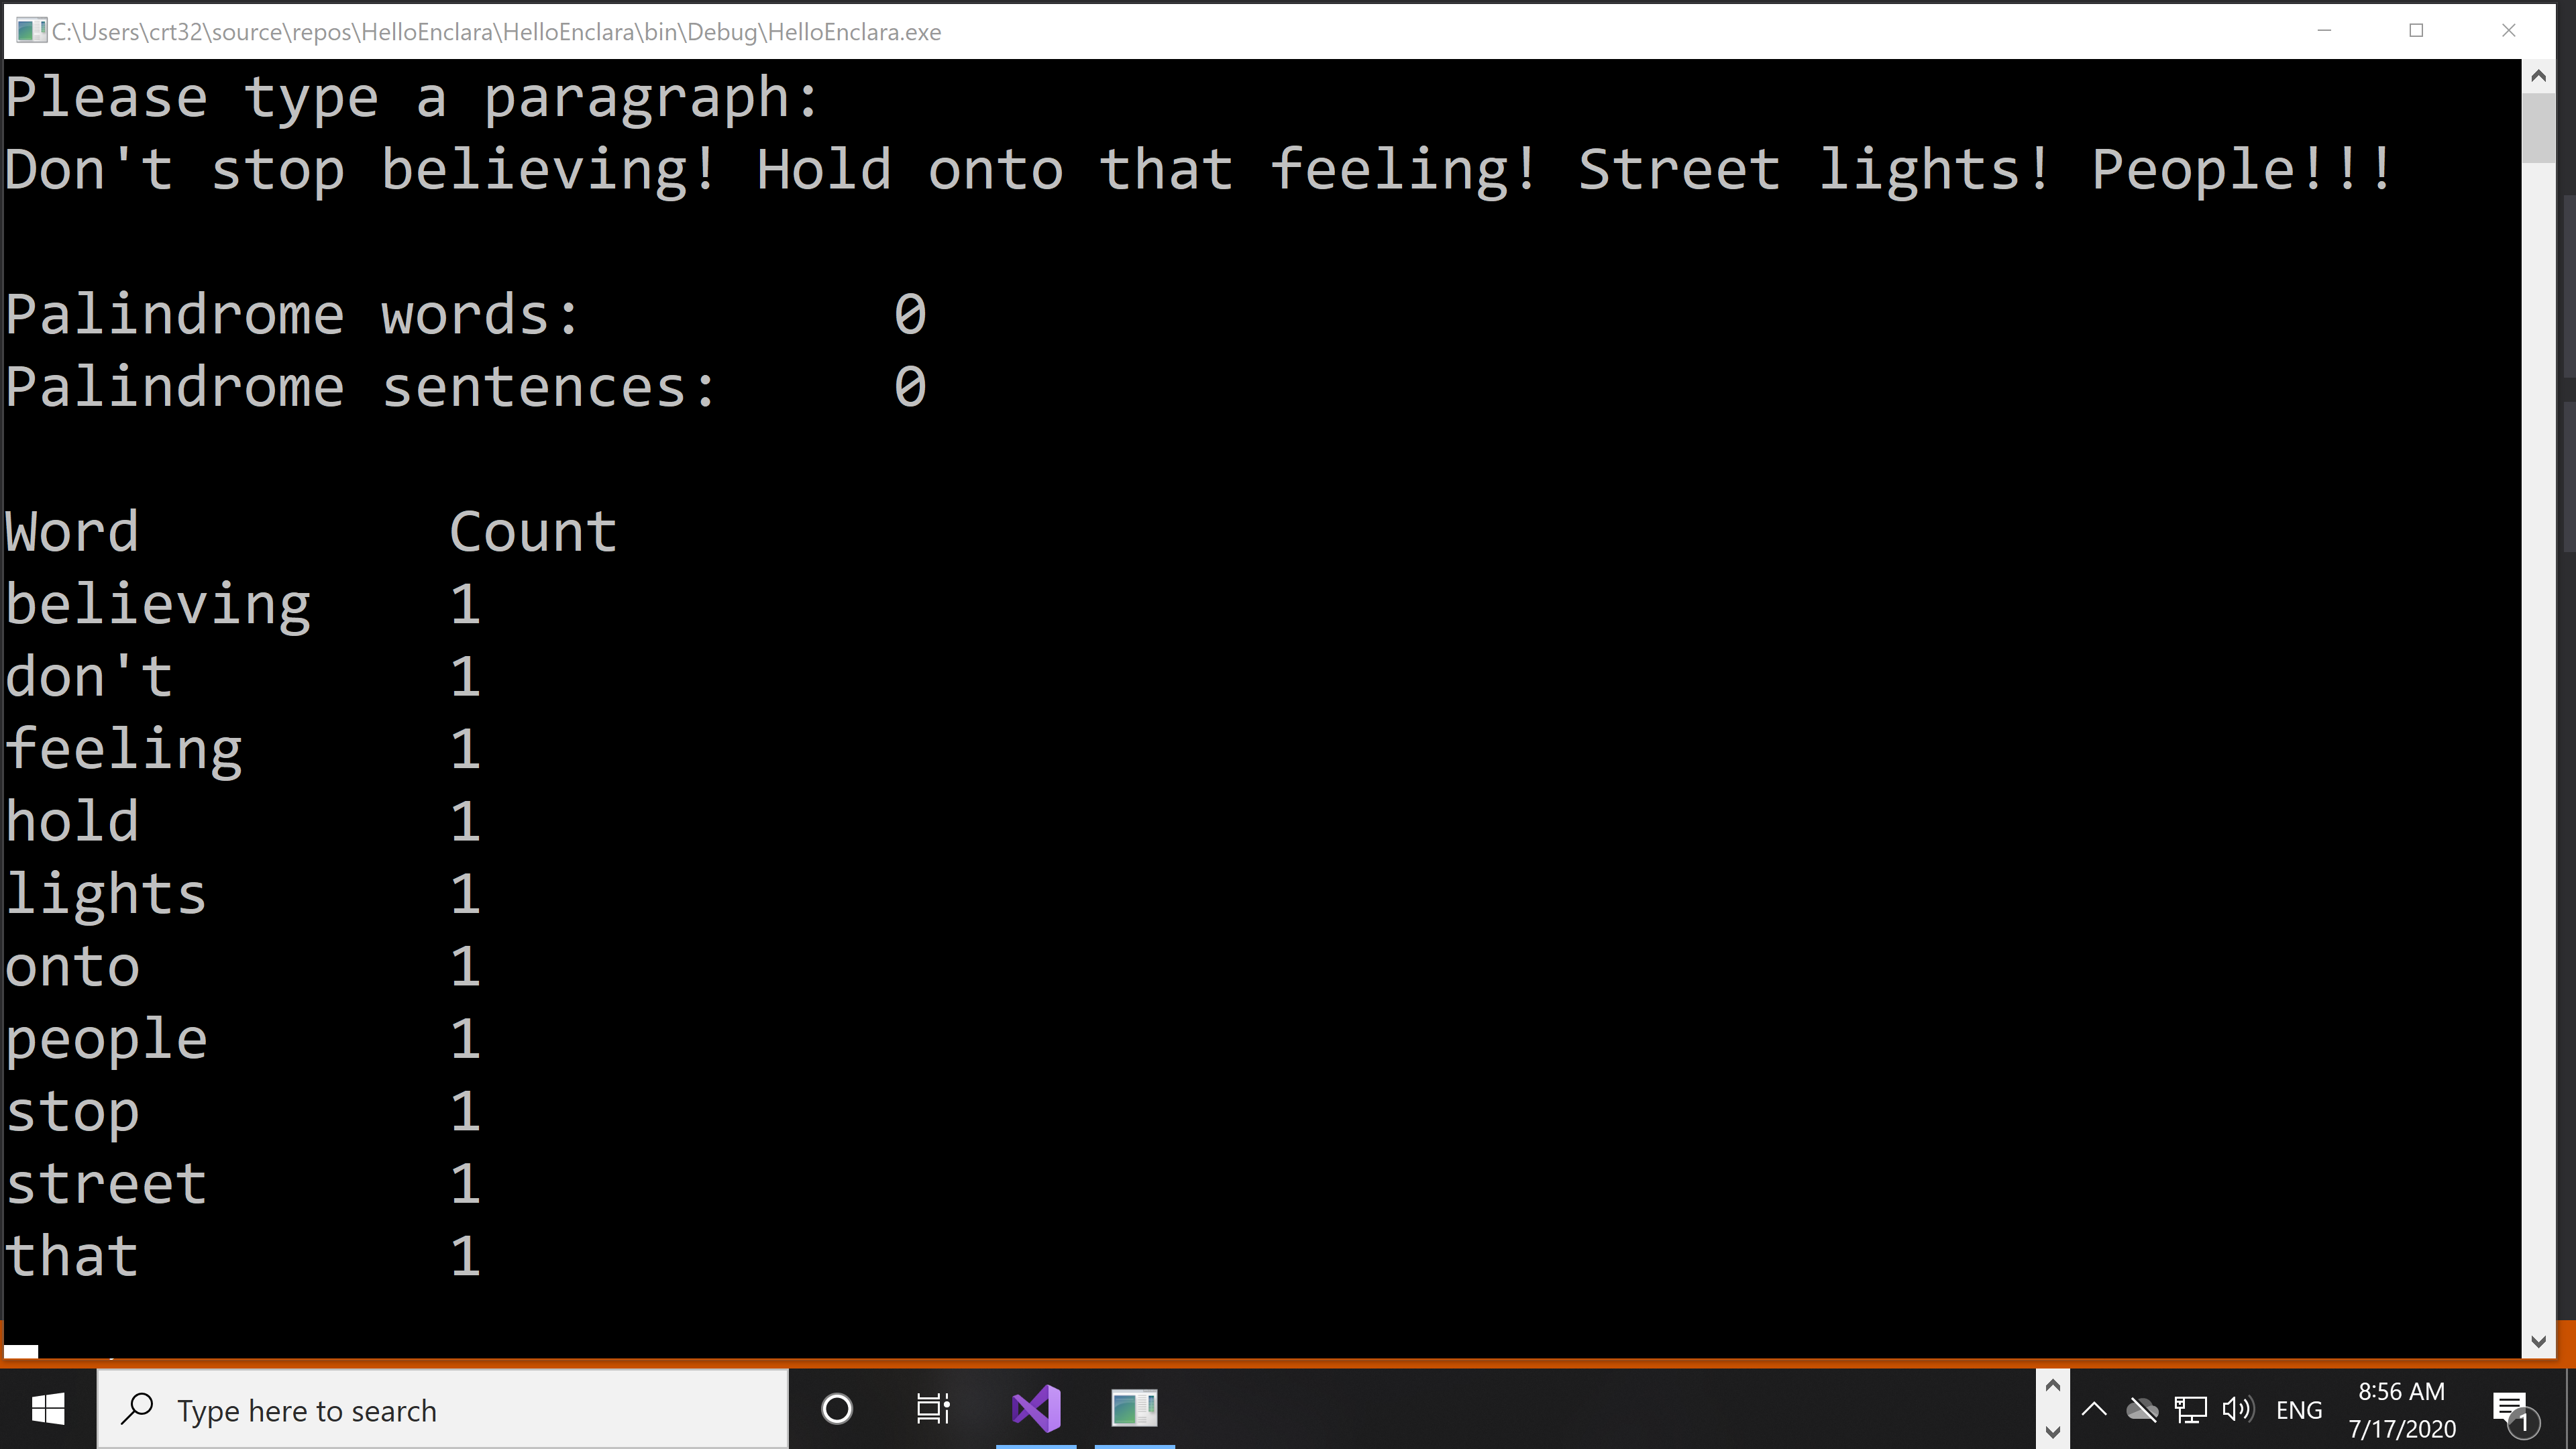 C:\Users\crt32\source\repos\HelloEnclara\HelloEnclara\bin\Debug\HelloEnclara.exe
Please type a paragraph:
Don't stop believing! Hold onto that feeling! Street lights! People!!!
Palindrome words: 0
Palindrome sentences: 0
Word Count
believing 1
don't 1
feeling 1
hold 1
lights 1
onto 1
people 1
stop 1
street 1
that 1
Type here to search
ENG
8:56 AM
7/17/2020
1